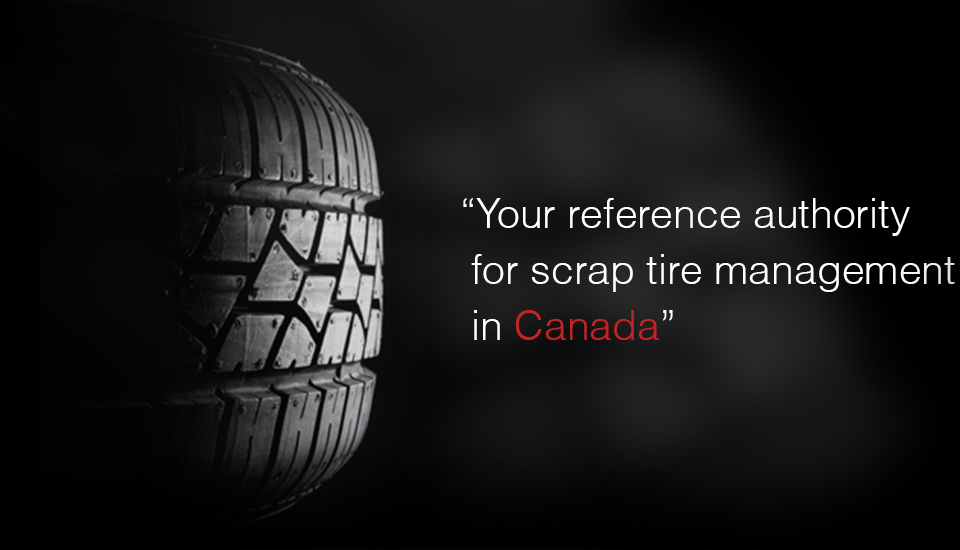 “Your reference authority
for scrap tire management
in Canada”